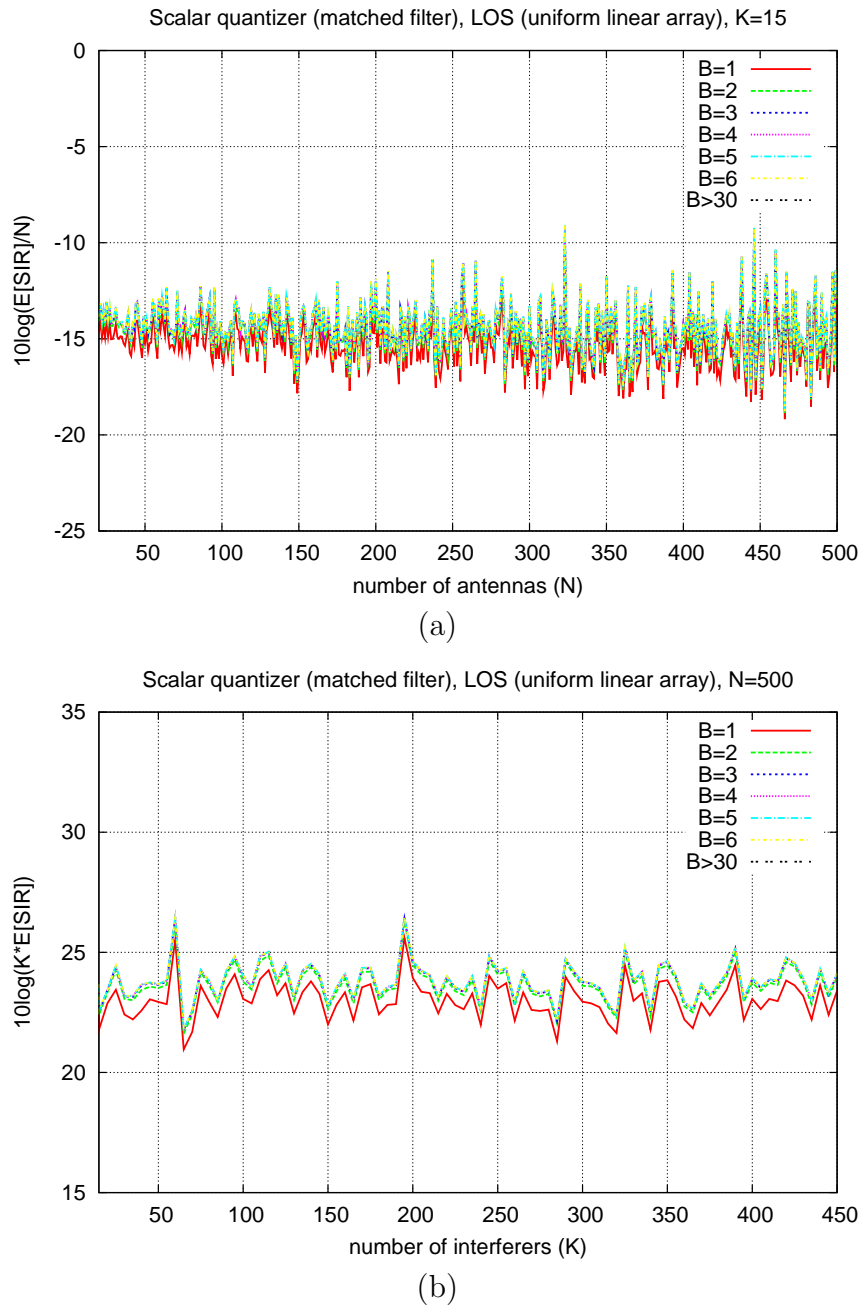 Scalar quantizer (matched filter), LOS (uniform linear array), K=15
0
-5
-10
-15
-20
-25
10log(E[SIR]/N)
B=1
B=2
B=3
B=4
B=5
B=6
B>30
50 100 150 200 250 300 350 400 450 500
number of antennas (N)
(a)
Scalar quantizer (matched filter), LOS (uniform linear array), N=500
35
30
25
20
15
10log(K*E[SIR])
B=1
B=2
B=3
B=4
B=5
B=6
B>30
50 100 150 200 250 300 350 400 450
number of interferers (K)
(b)